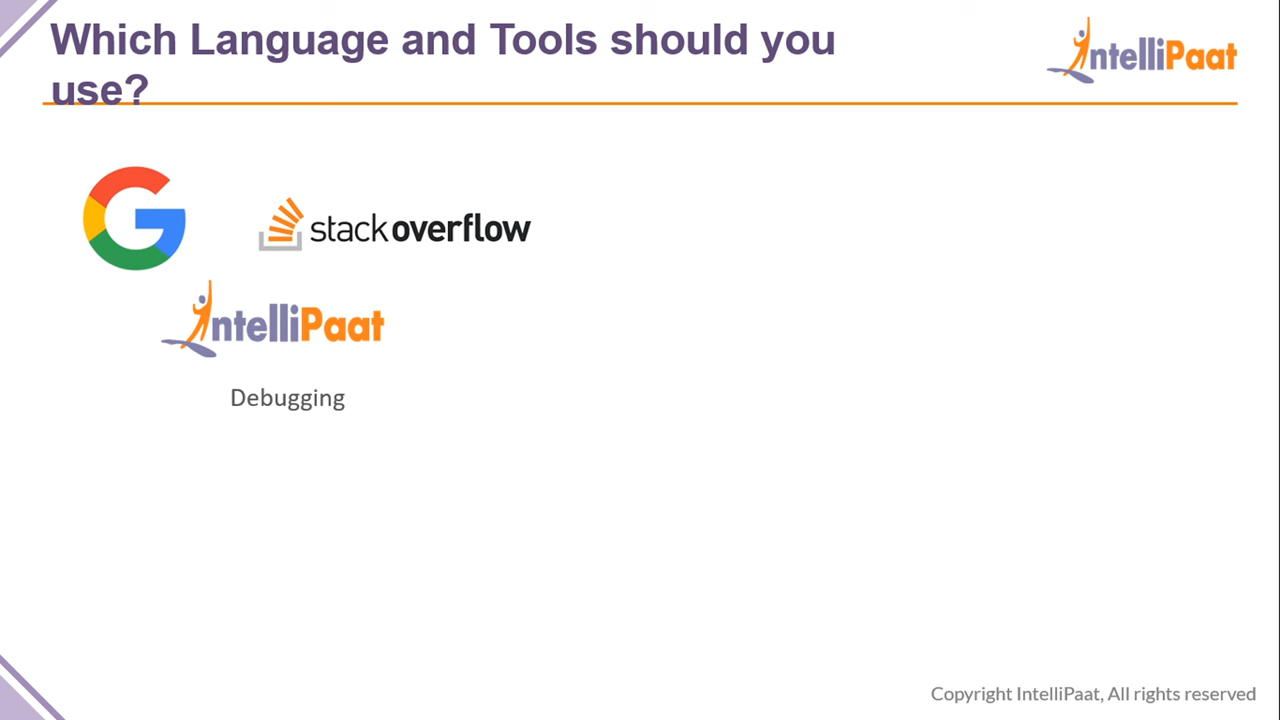 Which Language and Tools should you
use?
IntelliPaat
stackoverflow
IntelliPaat
Debugging
Copyright IntelliPaat, All rights reserved